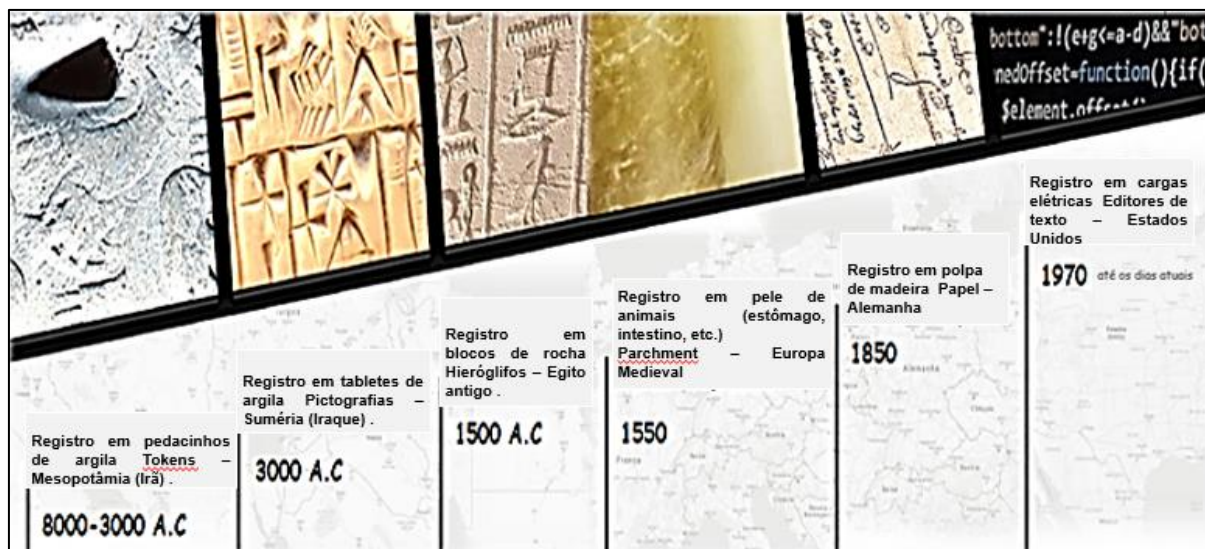 bottom":!(e+g<=a-d)&&"bot
nedOffset=function(){if(
$element.offset()
Registro em pedacinhos
de argila Tokens –
Mesopotâmia (Irã) .
8000-3000 A.C
Registro em tabletes de
argila Pictografias –
Suméria (Iraque) .
3000 A.C
Registro em
blocos de rocha
Hieróglifos – Egito
antigo .
1500 A.C
Registro em pele de
animais (estômago,
intestino, etc.)
Parchment – Europa
Medieval
1550
Registro em polpa
de madeira Papel –
Alemanha
1850
Alemanha
Registro em cargas
elétricas Editores de
texto – Estados
Unidos
1970 até os dias atuais